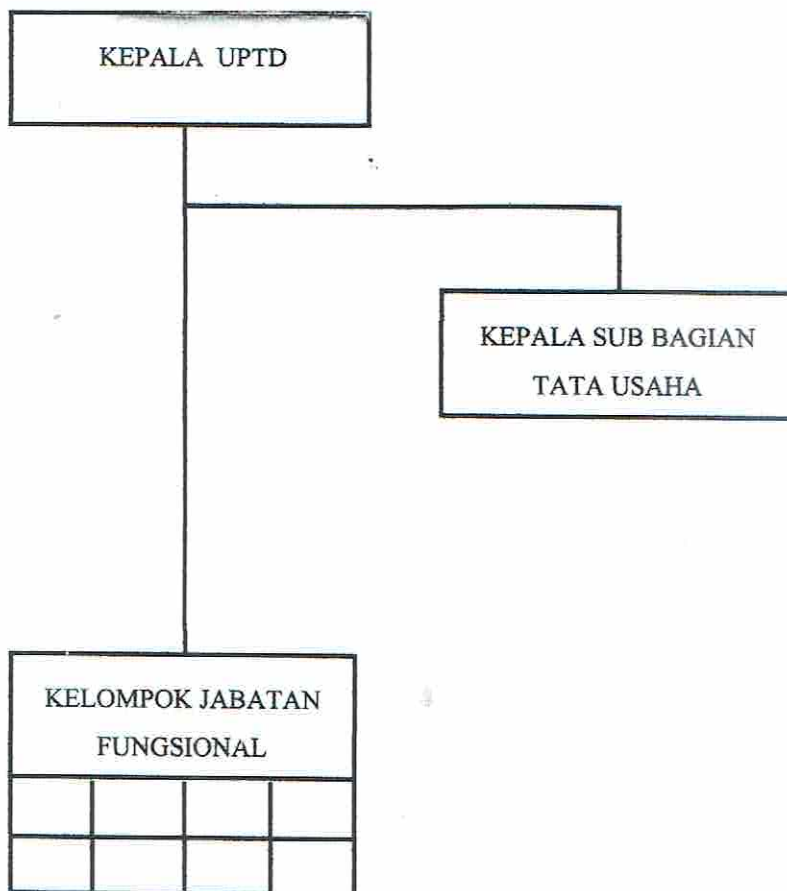 KEPALA UPTD
KEPALA SUB BAGIAN
TATA USAHA
KELOMPOK JABATAN
FUNGSIONAL